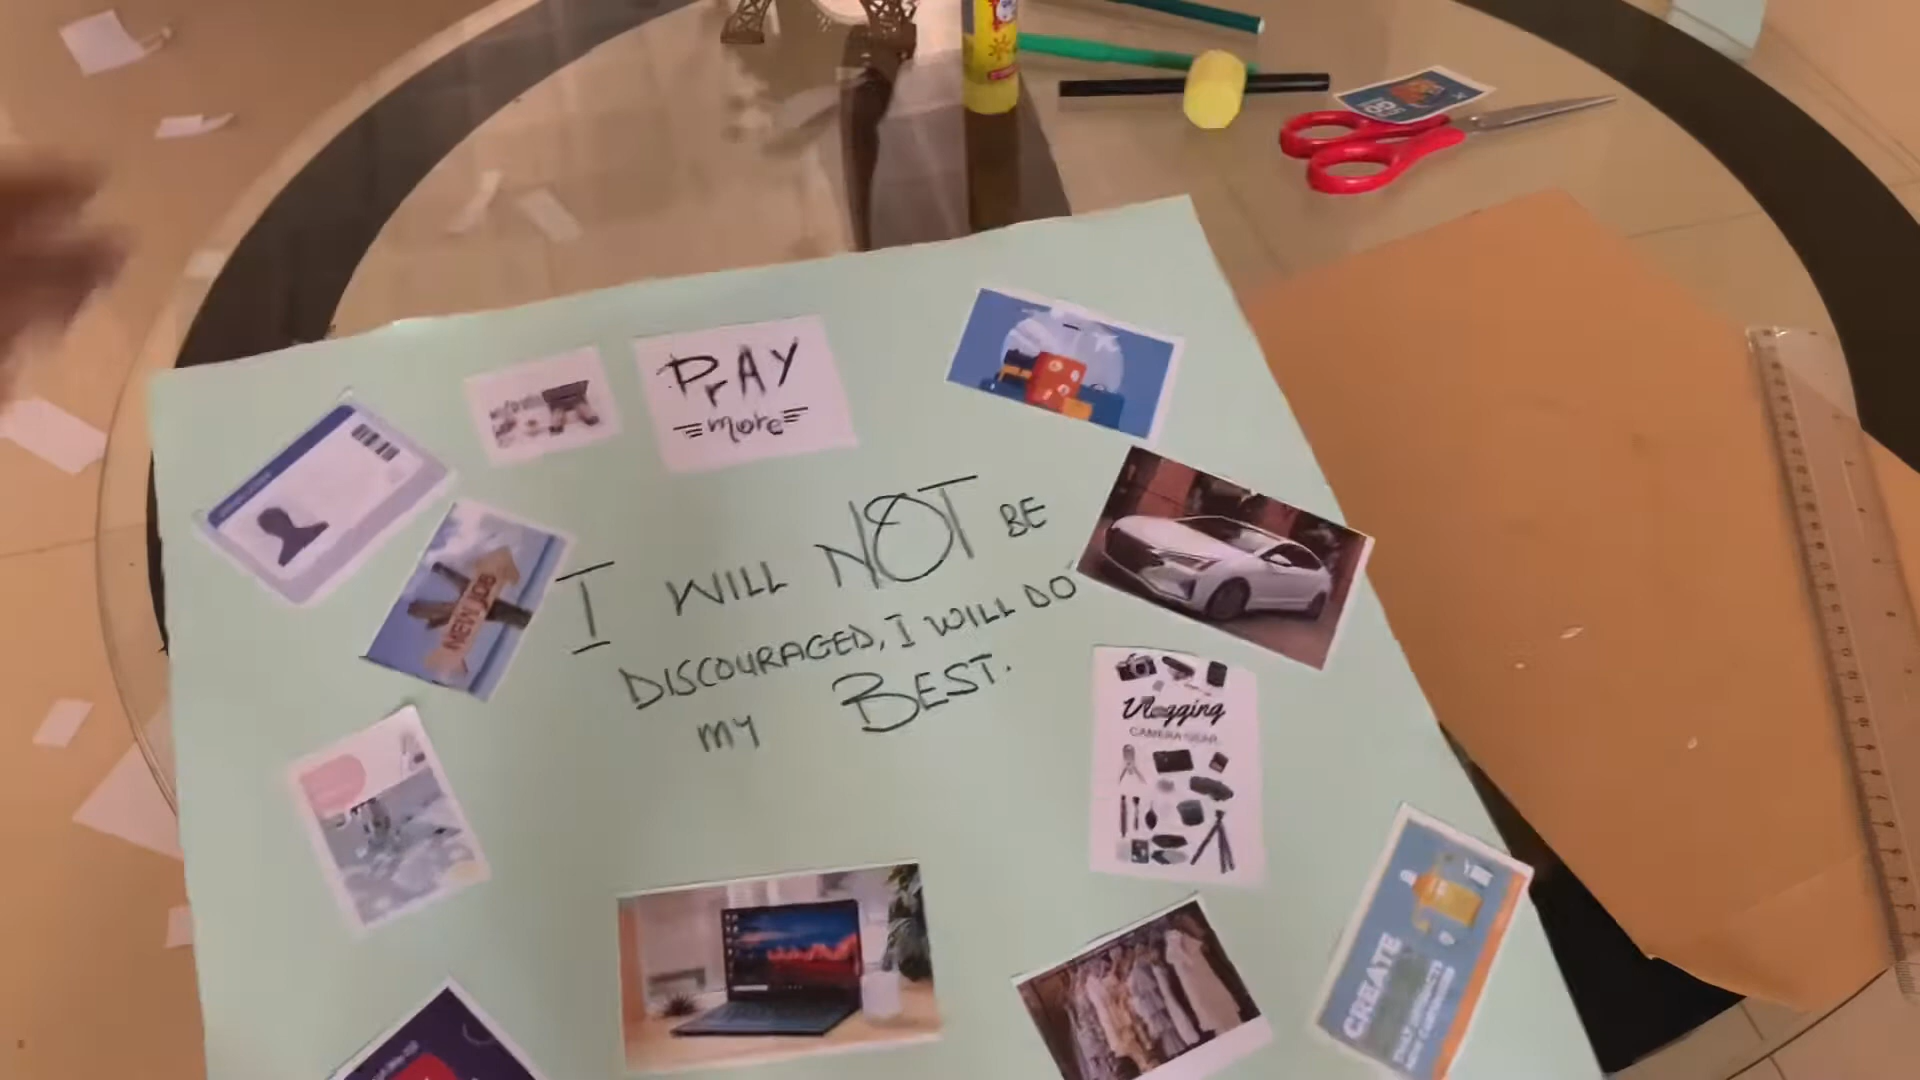 PrAY
more
I WILL NOT BE
DISCOURAGED, I WILL DO
MY BEST.
NEW JOB
Vlogging
CAMERA GEAR
CREATE